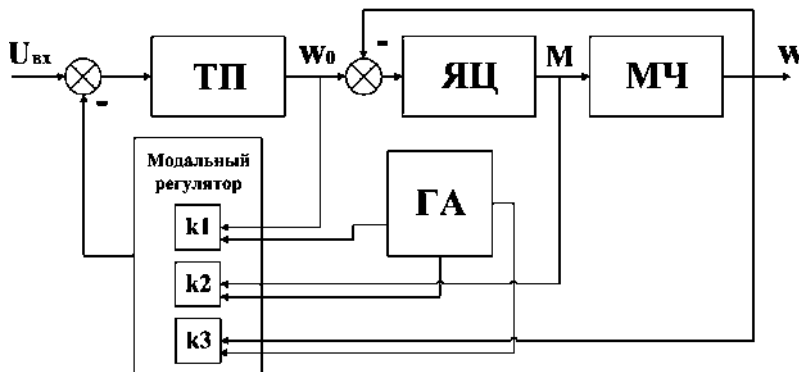 Uвх
-
ТП
w₀
-
ЯЦ
М
МЧ
w
-
Модальный
регулятор
ГА
k1
k2
k3